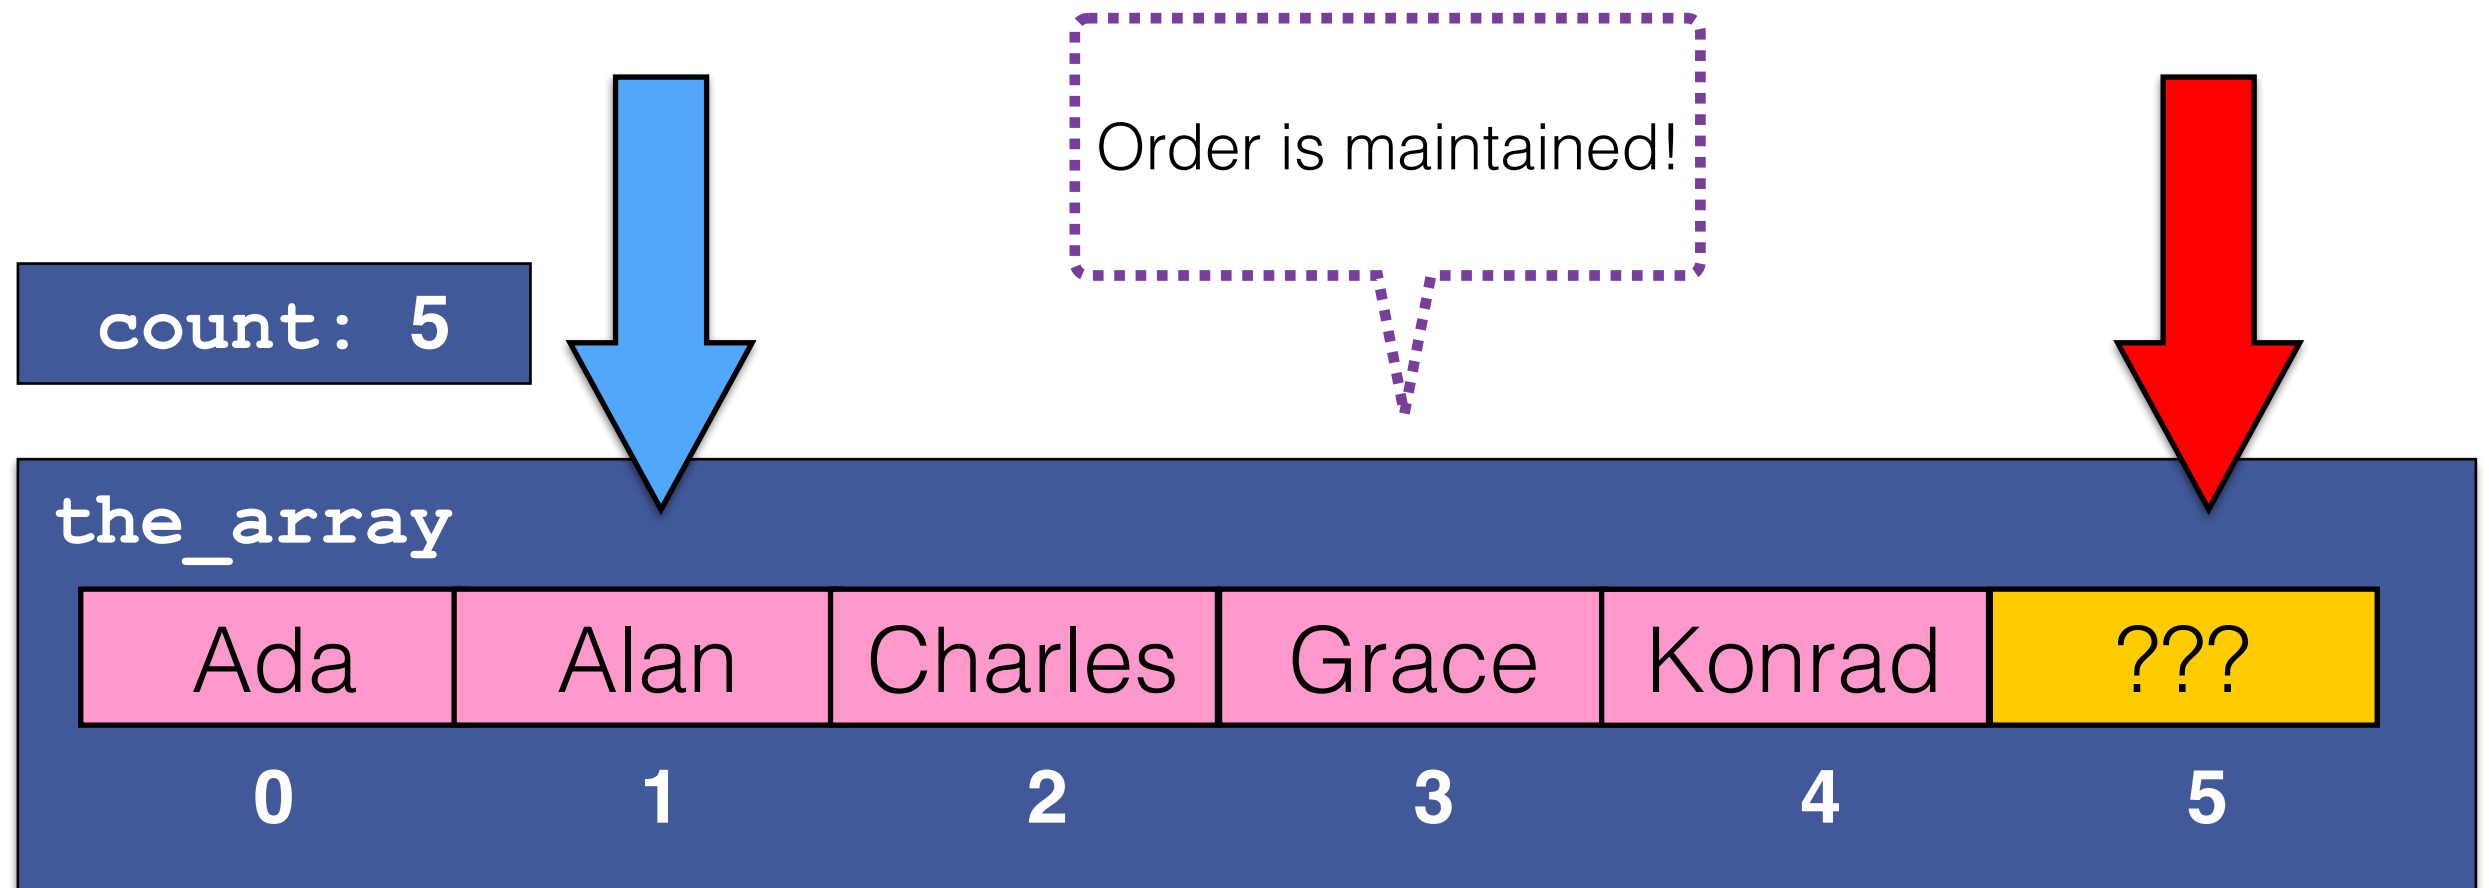 Order is maintained!
count: 5
the_array
Ada Alan Charles Grace Konrad ???
0 1 2 3 4 5